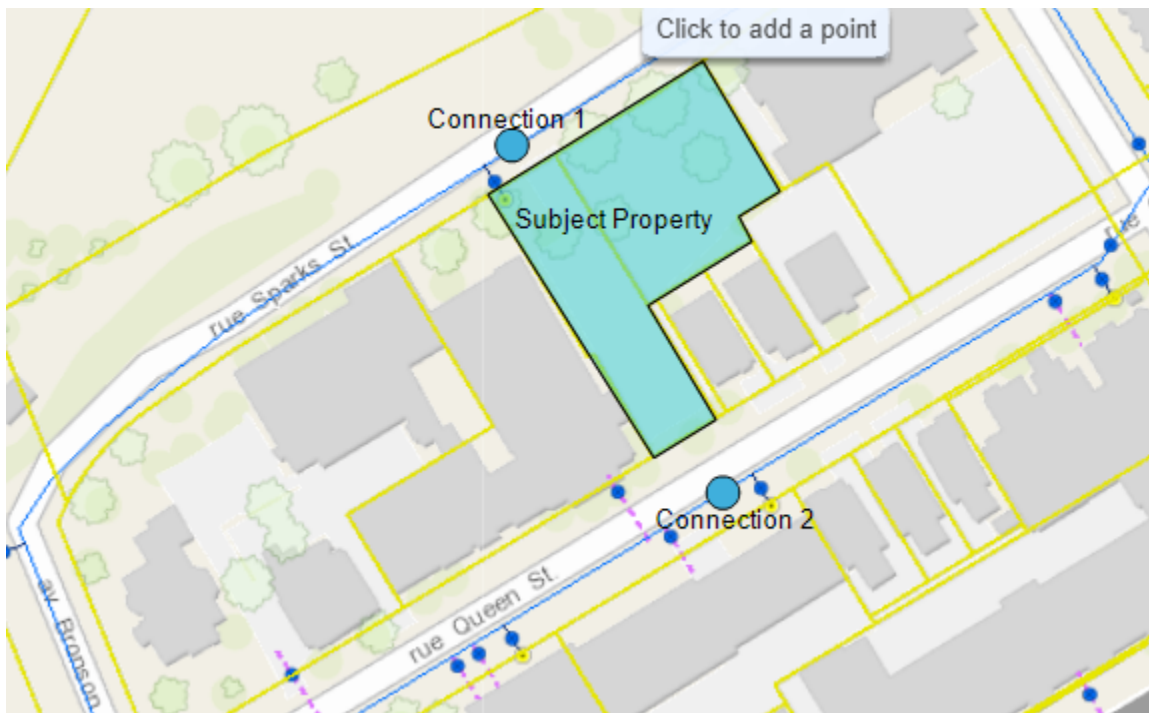 Click to add a point
Connection 1
Subject Property
rue Sparks St.
Connection 2
rue Queen St.
av. Bronson